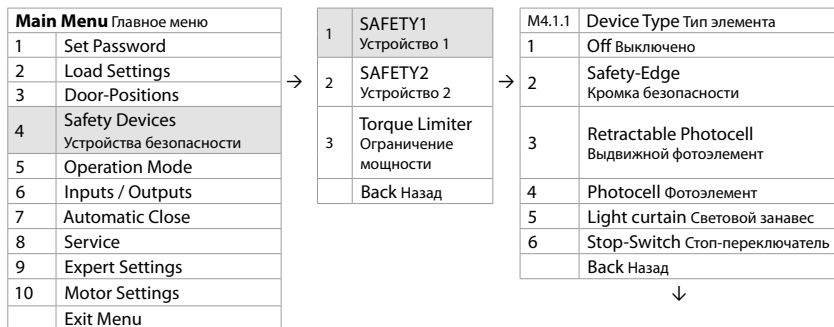 Main Menu Главное меню
1 Set Password
2 Load Settings
3 Door-Positions
4 Safety Devices
Устройства безопасности
5 Operation Mode
6 Inputs / Outputs
7 Automatic Close
8 Service
9 Expert Settings
10 Motor Settings
Exit Menu
→
1 SAFETY1
Устройство 1
2 SAFETY2
Устройство 2
3 Torque Limiter
Ограничение
мощности
Back Назад
→
M4.1.1 Device Type Тип элемента
1 Off Выключено
2 Safety-Edge
Кромка безопасности
3 Retractable Photocell
Выдвижной фотоэлемент
4 Photocell Фотоэлемент
5 Light curtain Световой занавес
6 Stop-Switch Стоп-переключатель
Back Назад
↓